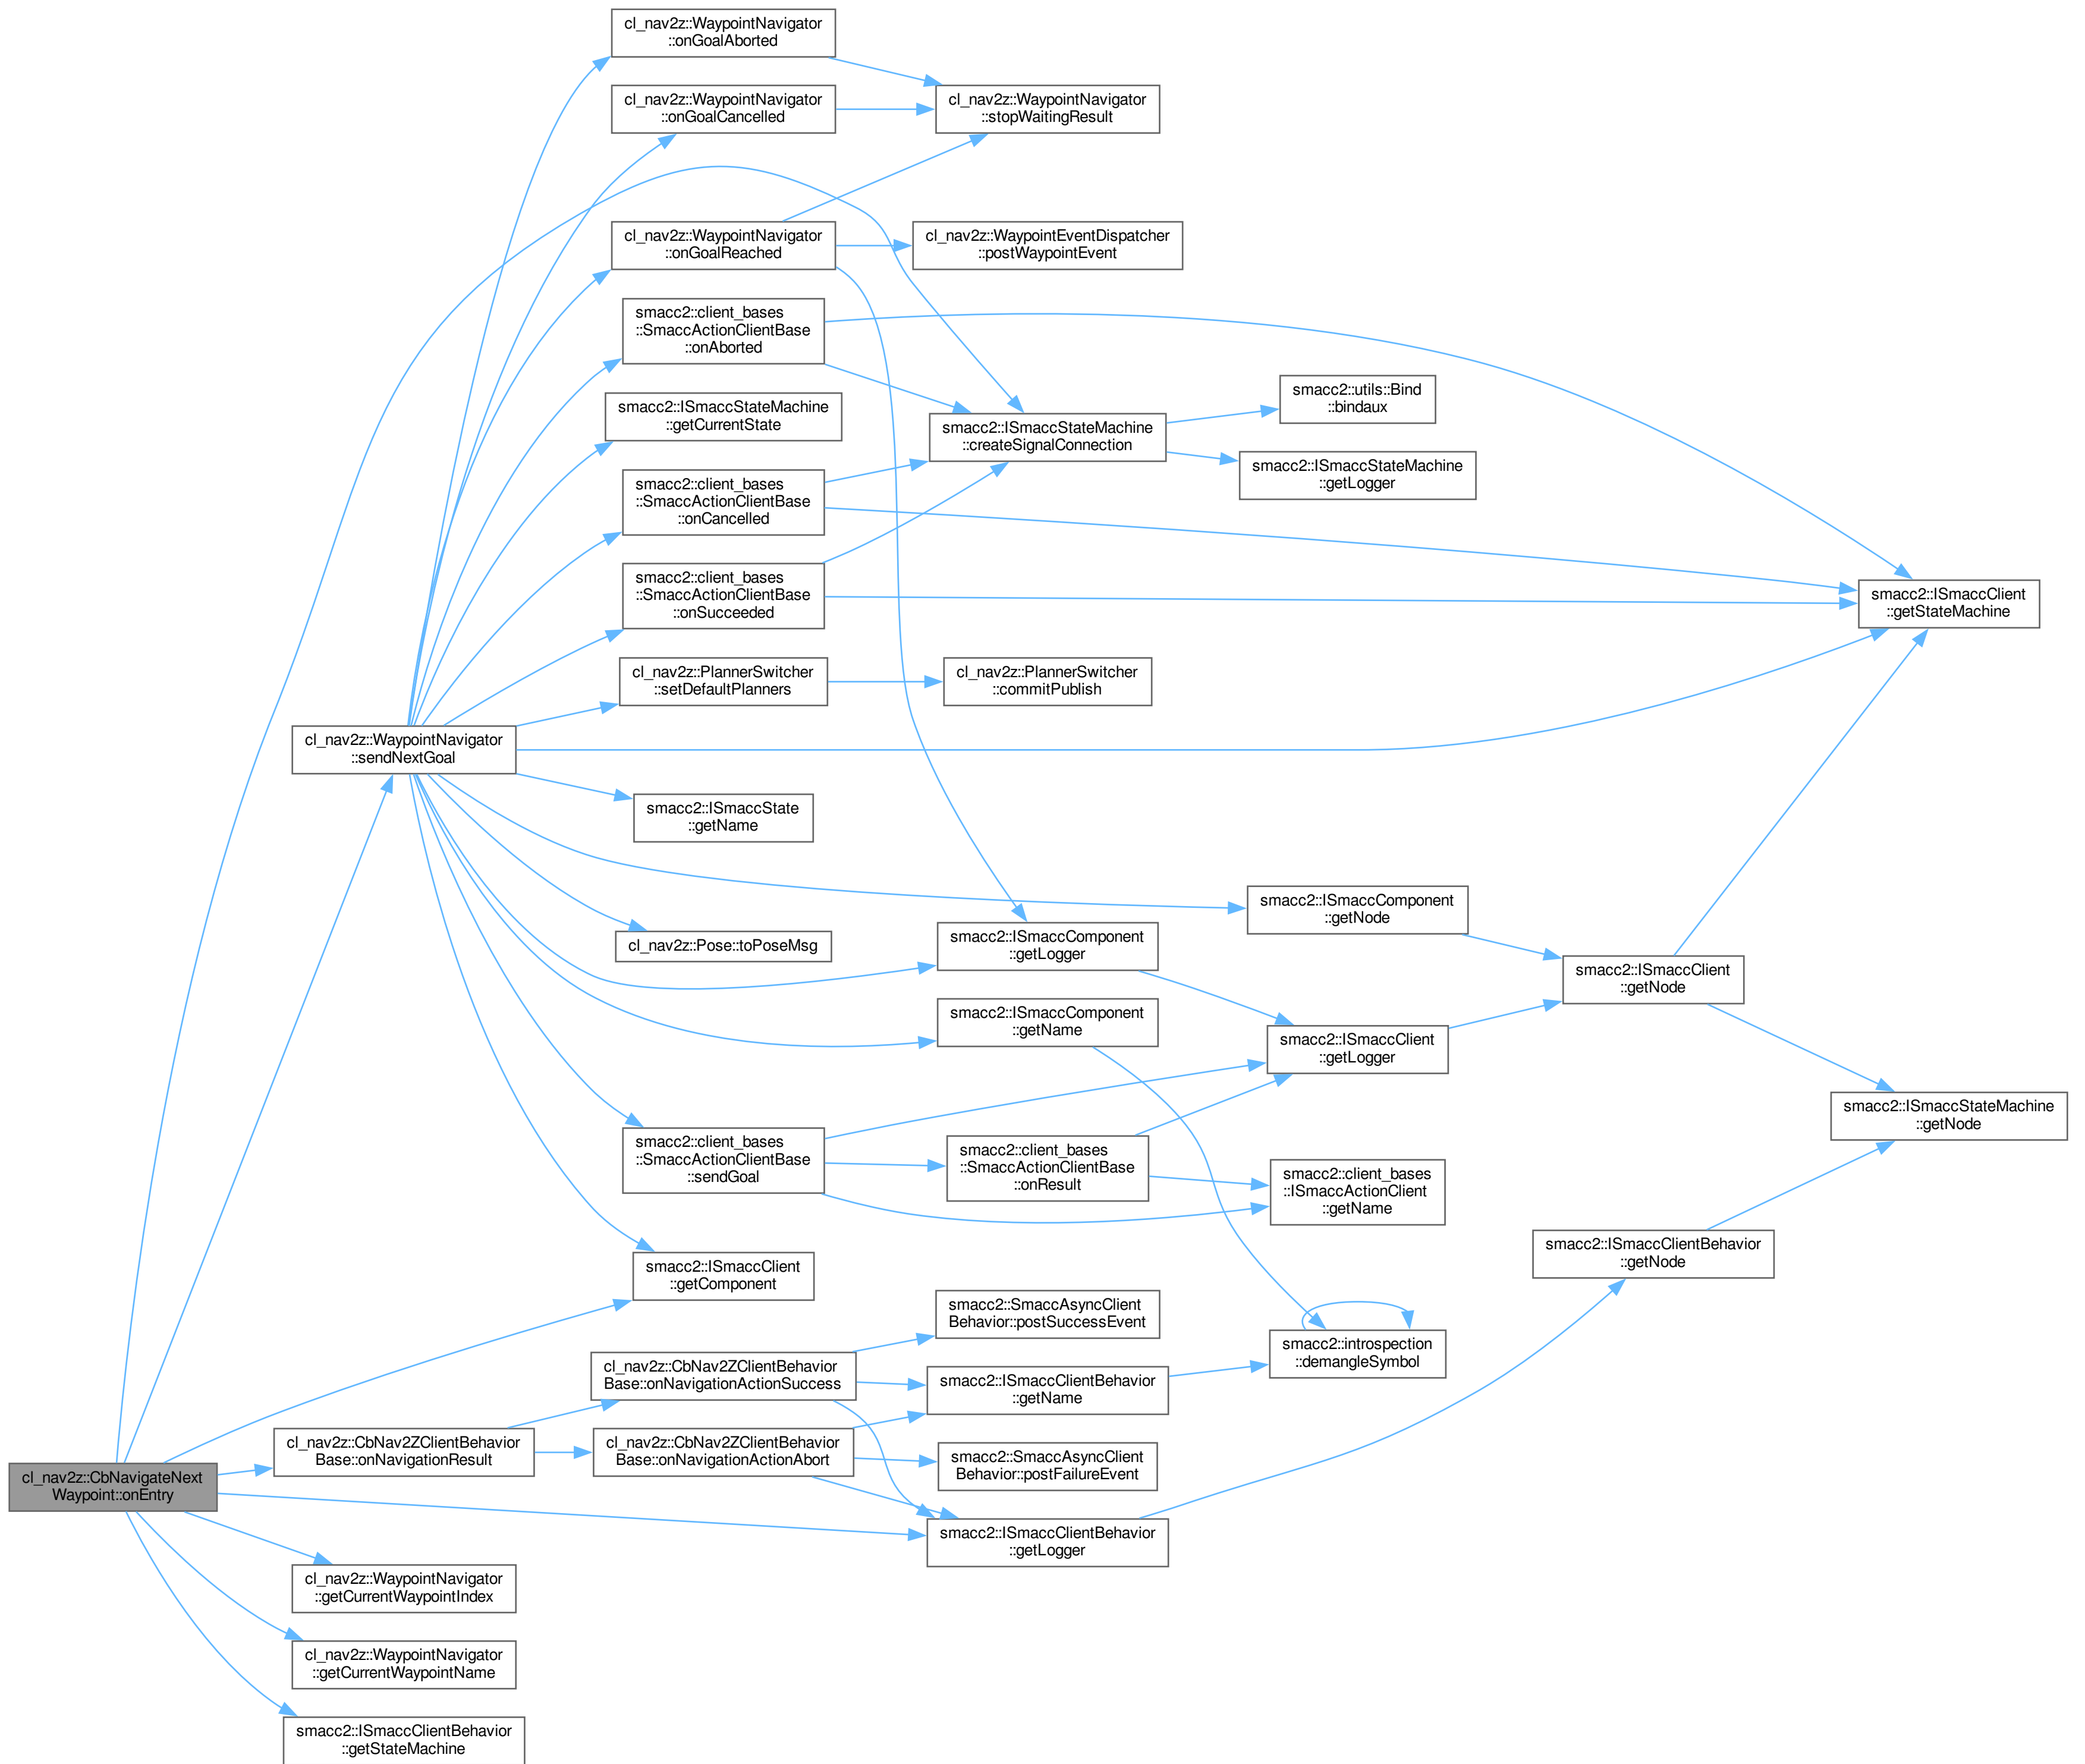 cl_nav2z::WaypointNavigator
::onGoalAborted
cl_nav2z::WaypointNavigator
::onGoalCancelled
cl_nav2z::WaypointNavigator
::stopWaitingResult
cl_nav2z::WaypointNavigator
::onGoalReached
cl_nav2z::WaypointEventDispatcher
::postWaypointEvent
smacc2::client_bases
::SmaccActionClientBase
::onAborted
smacc2::ISmaccStateMachine
::getCurrentState
smacc2::utils::Bind
::bindaux
smacc2::ISmaccStateMachine
::createSignalConnection
smacc2::ISmaccStateMachine
::getLogger
smacc2::client_bases
::SmaccActionClientBase
::onCancelled
smacc2::client_bases
::SmaccActionClientBase
::onSucceeded
smacc2::ISmaccClient
::getStateMachine
cl_nav2z::PlannerSwitcher
::setDefaultPlanners
cl_nav2z::PlannerSwitcher
::commitPublish
cl_nav2z::WaypointNavigator
::sendNextGoal
smacc2::ISmaccState
::getName
smacc2::ISmaccComponent
::getNode
cl_nav2z::Pose::toPoseMsg
smacc2::ISmaccComponent
::getLogger
smacc2::ISmaccClient
::getNode
smacc2::ISmaccComponent
::getName
smacc2::ISmaccClient
::getLogger
smacc2::ISmaccStateMachine
::getNode
smacc2::client_bases
::SmaccActionClientBase
::sendGoal
smacc2::client_bases
::SmaccActionClientBase
::onResult
smacc2::client_bases
::ISmaccActionClient
::getName
smacc2::ISmaccClientBehavior
::getNode
smacc2::ISmaccClient
::getComponent
smacc2::SmaccAsyncClient
Behavior::postSuccessEvent
smacc2::introspection
::demangleSymbol
cl_nav2z::CbNav2ZClientBehavior
Base::onNavigationActionSuccess
smacc2::ISmaccClientBehavior
::getName
cl_nav2z::CbNav2ZClientBehavior
Base::onNavigationResult
cl_nav2z::CbNav2ZClientBehavior
Base::onNavigationActionAbort
smacc2::SmaccAsyncClient
Behavior::postFailureEvent
cl_nav2z::CbNavigateNext
Waypoint::onEntry
smacc2::ISmaccClientBehavior
::getLogger
cl_nav2z::WaypointNavigator
::getCurrentWaypointIndex
cl_nav2z::WaypointNavigator
::getCurrentWaypointName
smacc2::ISmaccClientBehavior
::getStateMachine